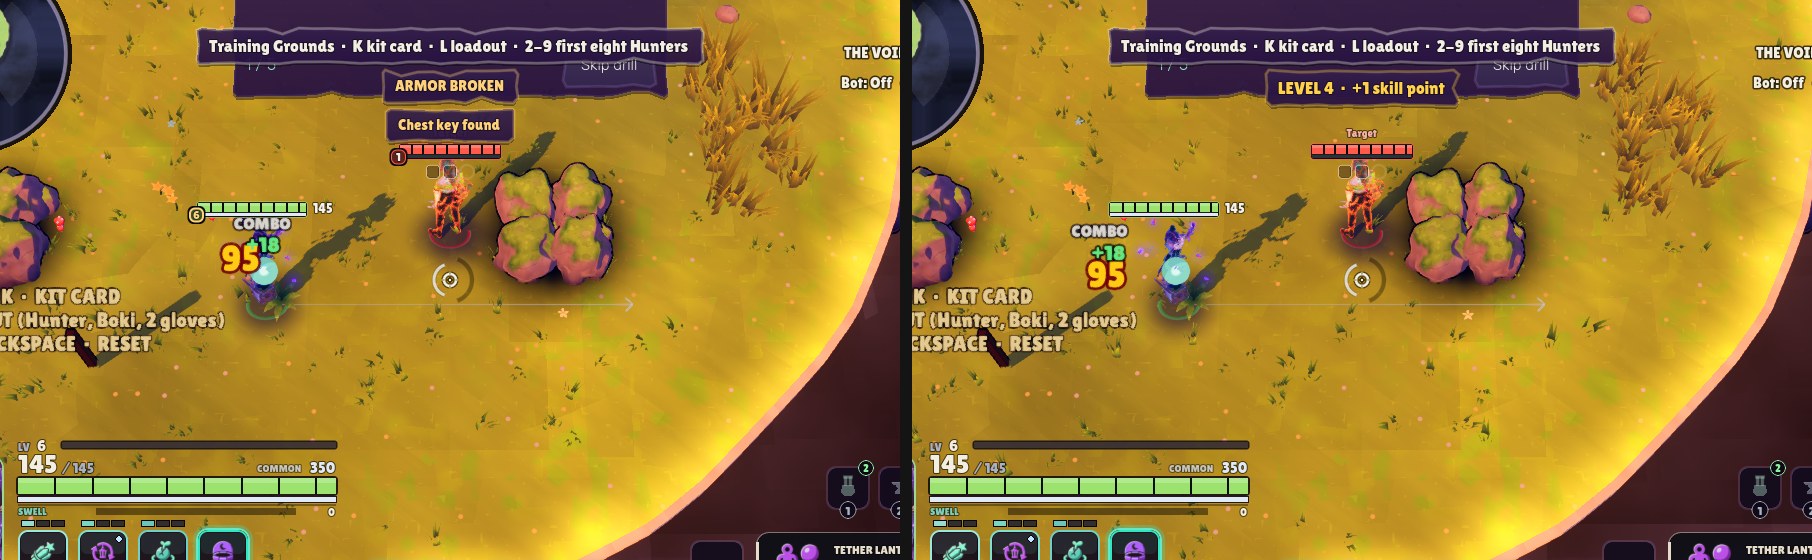 Training Grounds · K kit card · L loadout · 2–9 first eight Hunters
Skip drill
THE VOI
Bot: Off
ARMOR BROKEN
Chest key found
1
6
145
COMBO
+18
95
K · KIT CARD
UT (Hunter, Boki, 2 gloves)
CKSPACE · RESET
LV 6
145 / 145
COMMON 350
SWELL
0
2
1
TETHER LANT
Training Grounds · K kit card · L loadout · 2–9 first eight Hunters
Skip drill
THE VOI
Bot: Off
LEVEL 4 · +1 skill point
Target
145
COMBO
+18
95
K · KIT CARD
UT (Hunter, Boki, 2 gloves)
CKSPACE · RESET
LV 6
145 / 145
COMMON 350
SWELL
0
2
1
TETHER LANT